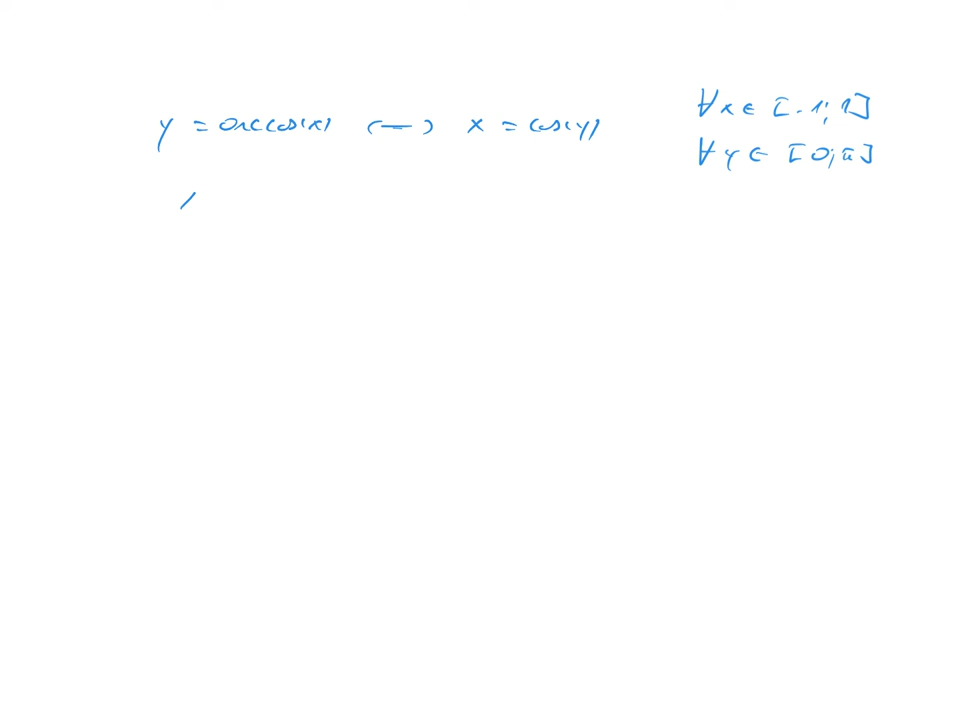 y = arccos(x) ⟷ x = cos(y) ∀x ∈ [-1; 1]
∀y ∈ [0; π]